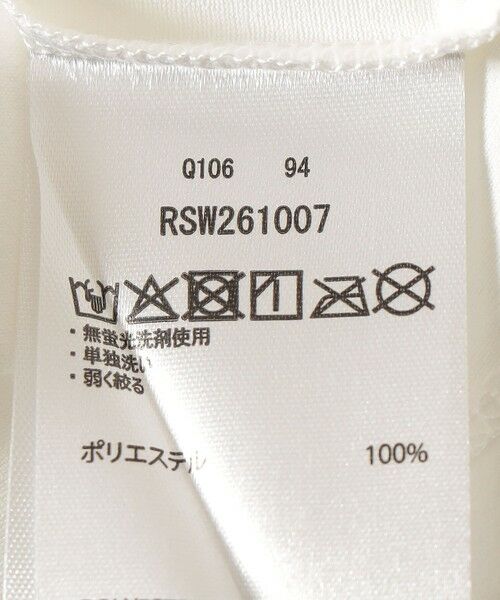 Q106 94
RSW261007
・無蛍光洗剤使用
・単独洗い
・弱く絞る
ポリエステル 100%